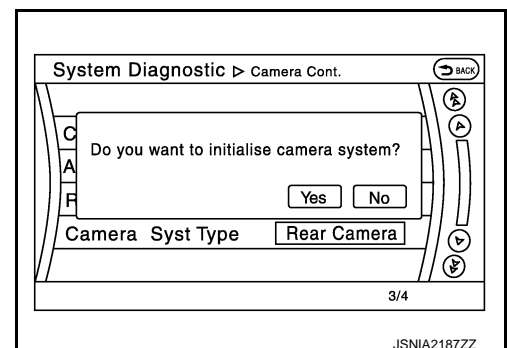 System Diagnostic ▷ Camera Cont.
BACK
C
Do you want to initialise camera system?
A
R
Yes No
Camera Syst Type Rear Camera
3/4
JSNIA2187ZZ